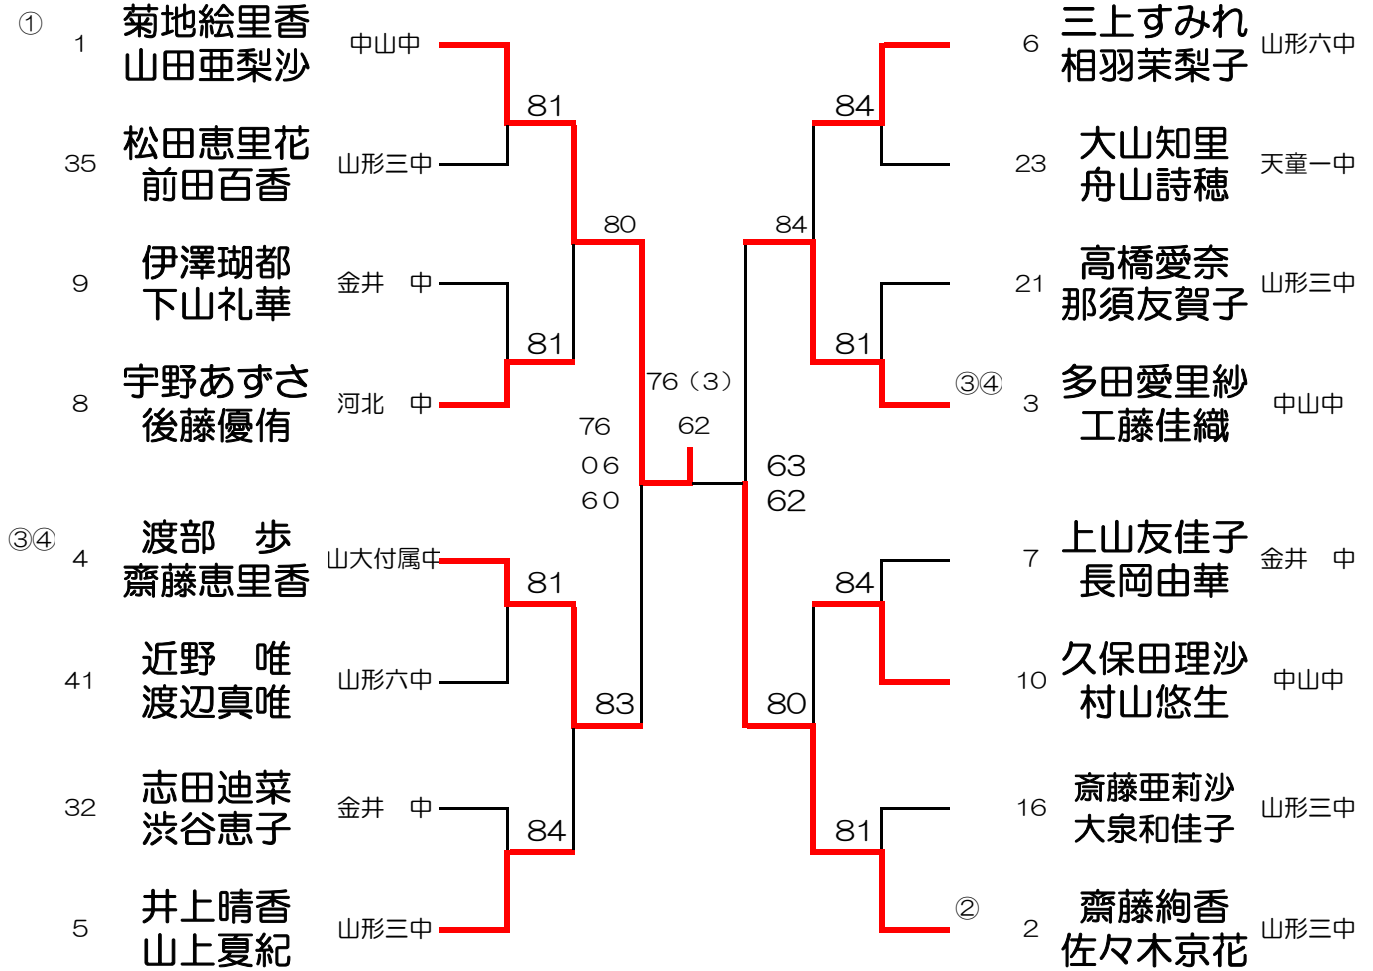 ①
1
菊地絵里香
山田亜梨沙
中山中
81
35
松田恵里花
前田百香
山形三中
80
9
伊澤瑚都
下山礼華
金井　中
81
8
宇野あずさ
後藤優侑
河北　中
76
06
60
③④
4
渡部　歩
齋藤恵里香
山大付属中
81
41
近野　唯
渡辺真唯
山形六中
83
32
志田迪菜
渋谷恵子
金井　中
84
5
井上晴香
山上夏紀
山形三中
76（3）
62
6
三上すみれ
相羽茉梨子
山形六中
84
23
大山知里
舟山詩穂
天童一中
84
21
高橋愛奈
那須友賀子
山形三中
81
③④
3
多田愛里紗
工藤佳織
中山中
63
62
7
上山友佳子
長岡由華
金井　中
84
10
久保田理沙
村山悠生
中山中
80
16
斎藤亜莉沙
大泉和佳子
山形三中
81
②
2
齋藤絢香
佐々木京花
山形三中